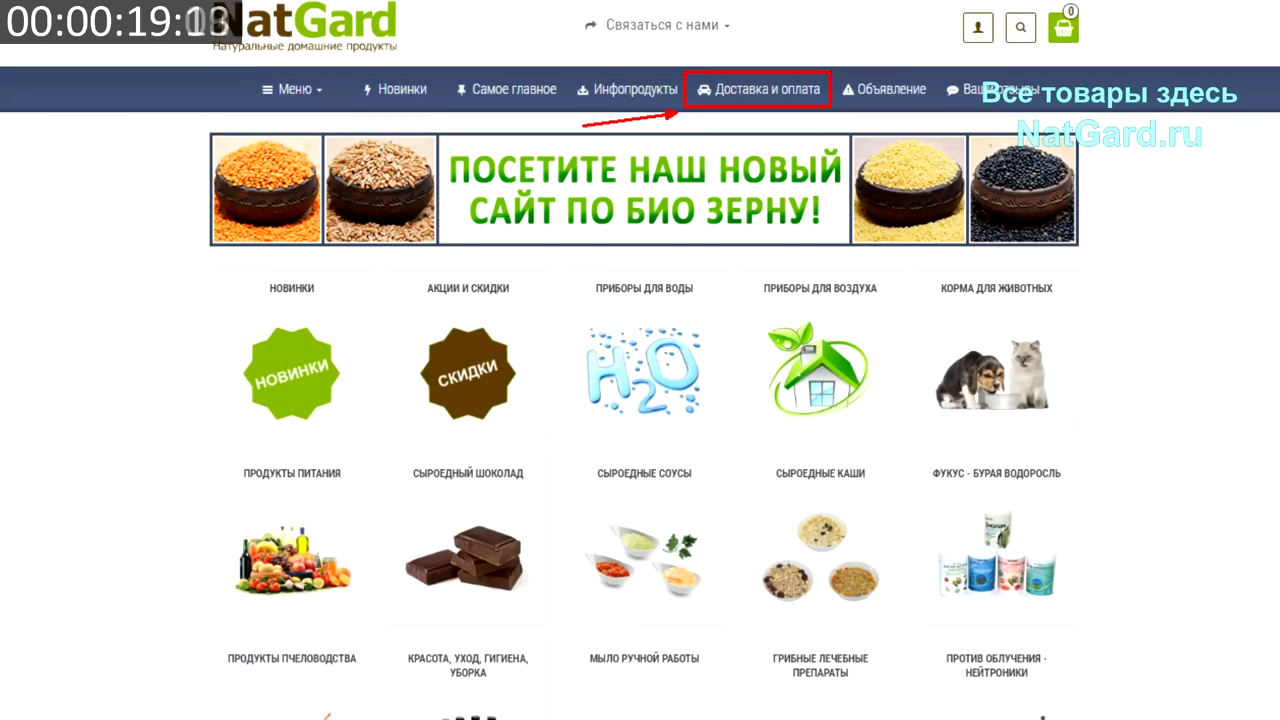 00:00:19:18
NatGard
Натуральные домашние продукты
Связаться с нами
0
Меню
Новинки
Самое главное
Инфопродукты
Доставка и оплата
Объявление
Все товары здесь
NatGard.ru
ПОСЕТИТЕ НАШ НОВЫЙ
САЙТ ПО БИО ЗЕРНУ!
НОВИНКИ
АКЦИИ И СКИДКИ
ПРИБОРЫ ДЛЯ ВОДЫ
ПРИБОРЫ ДЛЯ ВОЗДУХА
КОРМА ДЛЯ ЖИВОТНЫХ
НОВИНКИ
СКИДКИ
H2O
ПРОДУКТЫ ПИТАНИЯ
СЫРОЕДНЫЙ ШОКОЛАД
СЫРОЕДНЫЕ СОУСЫ
СЫРОЕДНЫЕ КАШИ
ФУКУС - БУРАЯ ВОДОРОСЛЬ
ПРОДУКТЫ ПЧЕЛОВОДСТВА
КРАСОТА, УХОД, ГИГИЕНА,
УБОРКА
МЫЛО РУЧНОЙ РАБОТЫ
ГРИБНЫЕ ЛЕЧЕБНЫЕ
ПРЕПАРАТЫ
ПРОТИВ ОБЛУЧЕНИЯ -
НЕЙТРОНИКИ